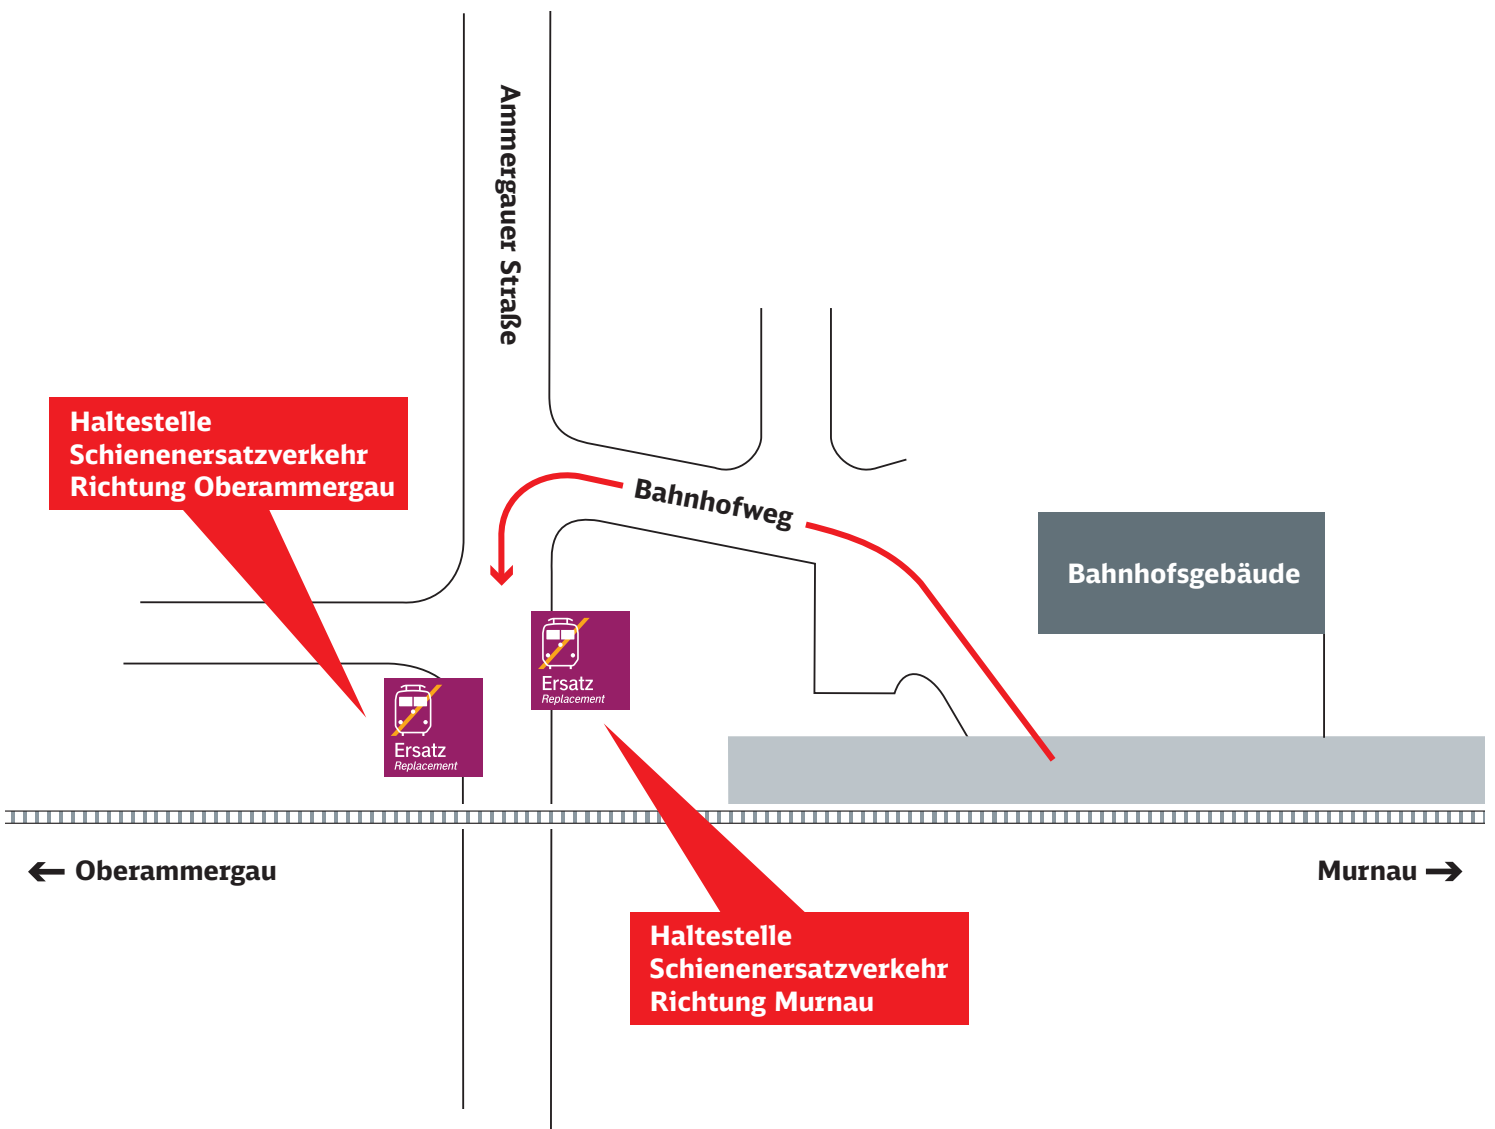 Ammergauer Straße
Haltestelle
Schienenersatzverkehr
Richtung Oberammergau
Bahnhofweg
Bahnhofsgebäude
Ersatz
Replacement
Ersatz
Replacement
Oberammergau
Murnau
Haltestelle
Schienenersatzverkehr
Richtung Murnau